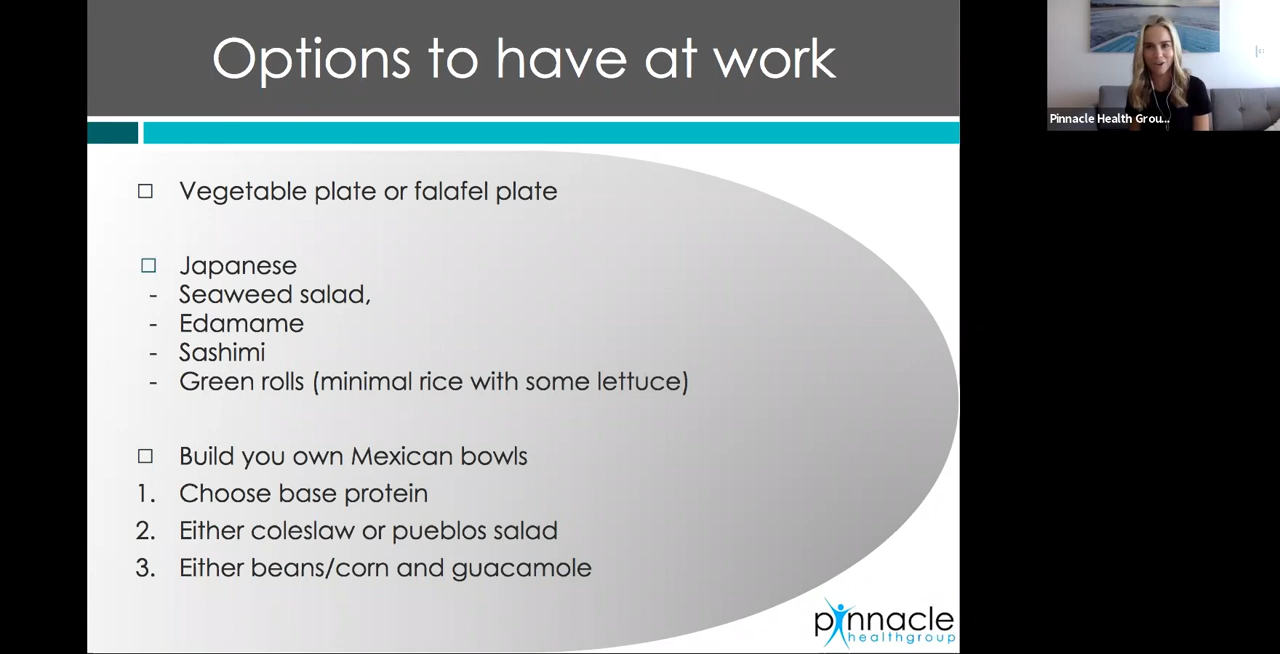 Options to have at work
Pinnacle Health Grou...
Vegetable plate or falafel plate
Japanese
- Seaweed salad,
- Edamame
- Sashimi
- Green rolls (minimal rice with some lettuce)
Build you own Mexican bowls
1. Choose base protein
2. Either coleslaw or pueblos salad
3. Either beans/corn and guacamole
pinnacle
healthgroup